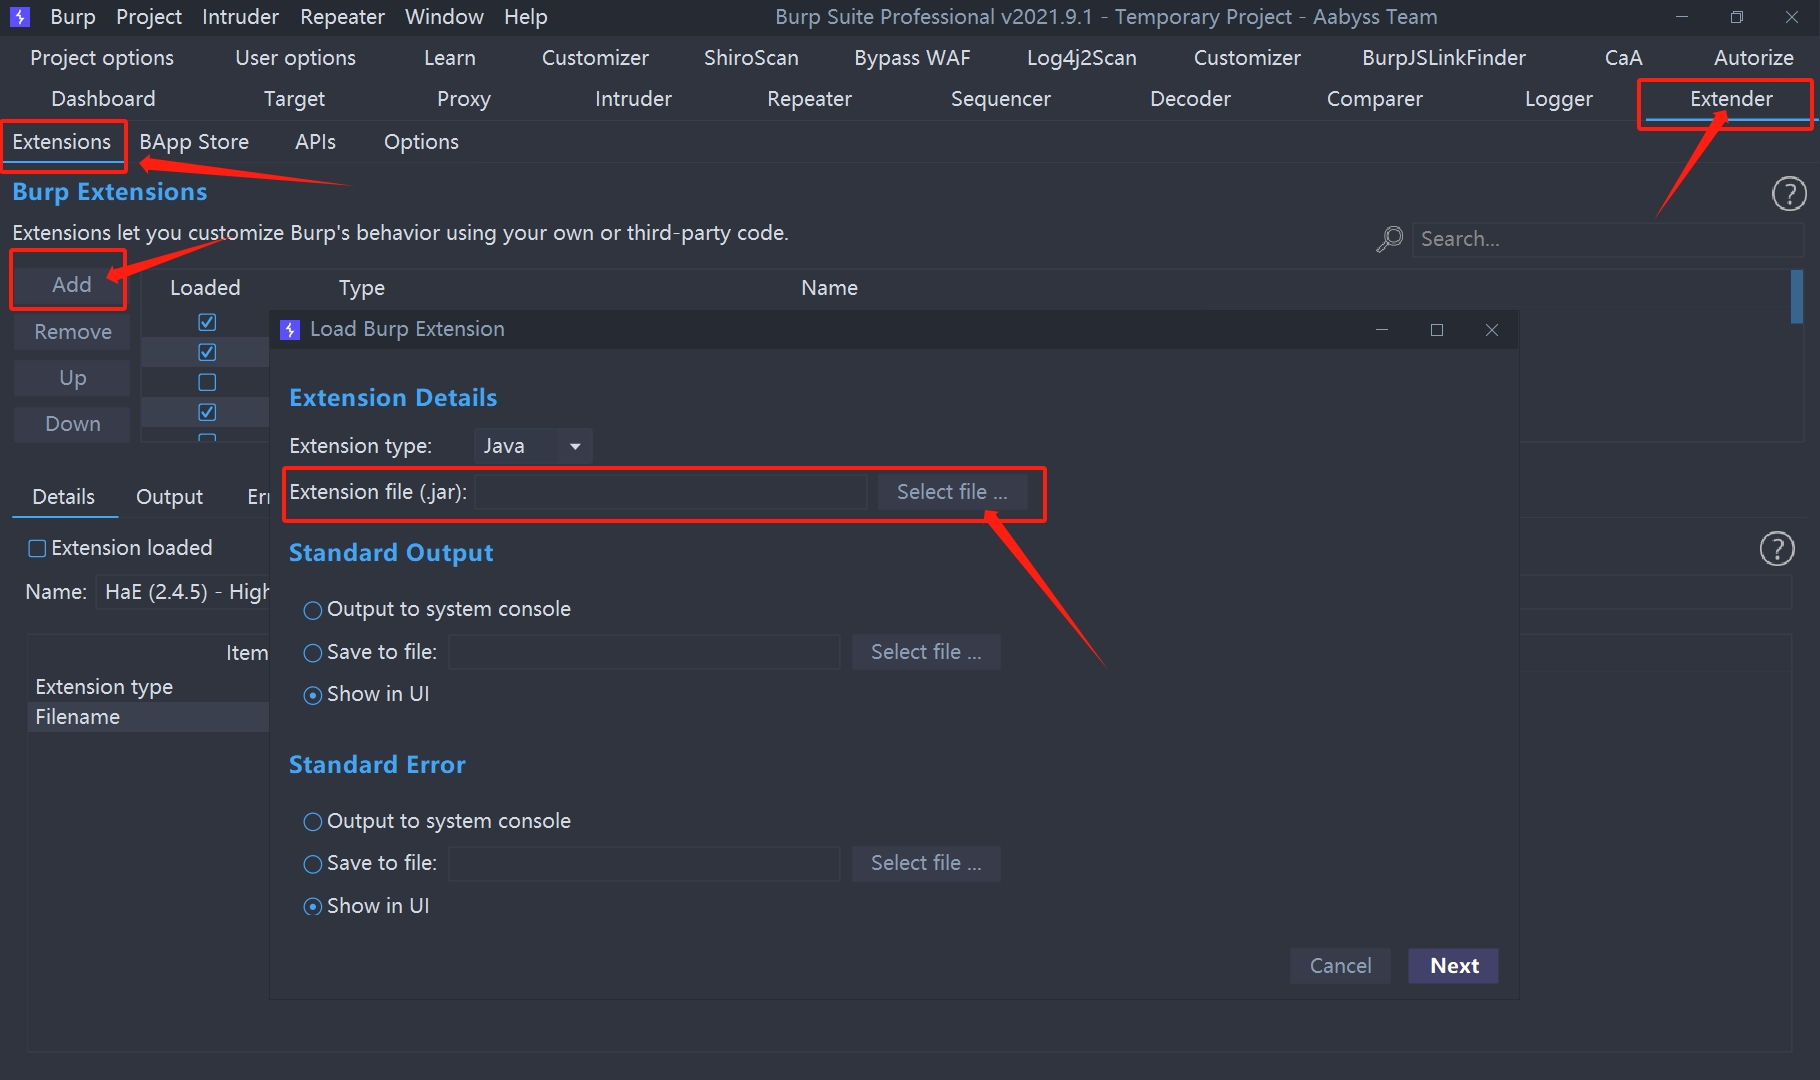 Burp Project Intruder Repeater Window Help Burp Suite Professional v2021.9.1 - Temporary Project - Aabyss Team
Project options User options Learn Customizer ShiroScan Bypass WAF Log4j2Scan Customizer BurpJSLinkFinder CaA Autorize
Dashboard Target Proxy Intruder Repeater Sequencer Decoder Comparer Logger Extender
Extensions BApp Store APIs Options
Burp Extensions
Extensions let you customize Burp's behavior using your own or third-party code.
Search...
Add
Remove
Up
Down
Loaded Type Name
Load Burp Extension
Extension Details
Extension type: Java
Extension file (.jar): Select file ...
Standard Output
Output to system console
Save to file: Select file ...
Show in UI
Standard Error
Output to system console
Save to file: Select file ...
Show in UI
Cancel Next
Details Output Err
Extension loaded
Name: HaE (2.4.5) - High
Item
Extension type
Filename